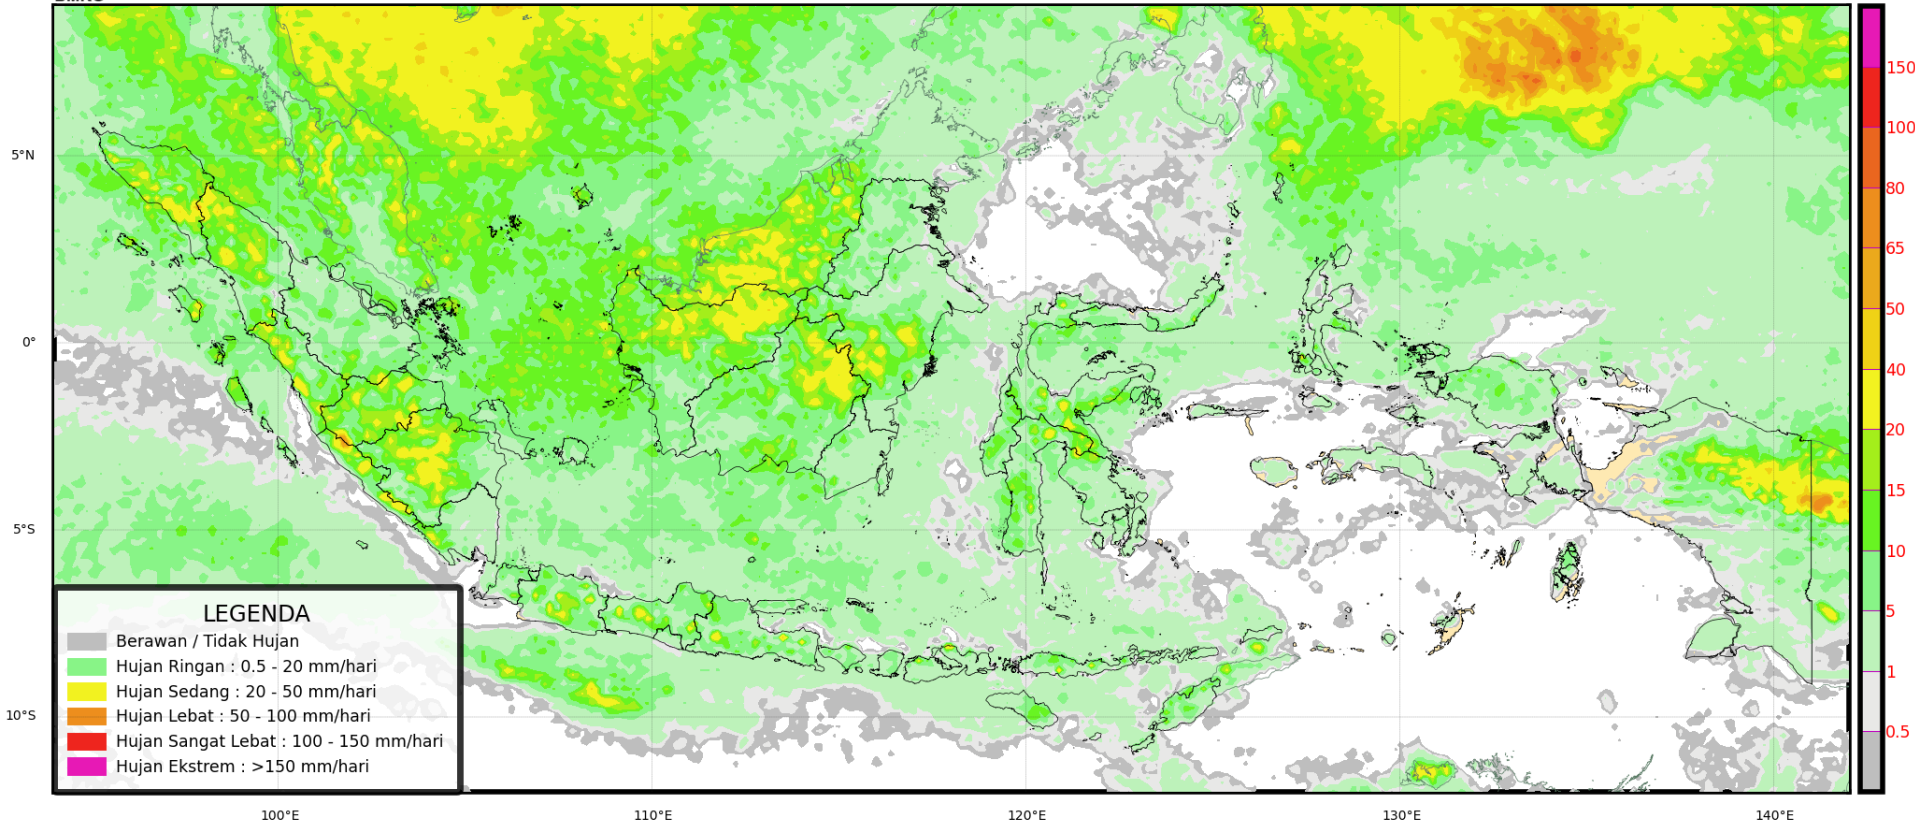 5°N
0°
5°S
10°S
100°E
110°E
120°E
130°E
140°E
LEGENDA
Berawan / Tidak Hujan
Hujan Ringan : 0.5 - 20 mm/hari
Hujan Sedang : 20 - 50 mm/hari
Hujan Lebat : 50 - 100 mm/hari
Hujan Sangat Lebat : 100 - 150 mm/hari
Hujan Ekstrem : >150 mm/hari
150
100
80
65
50
40
20
15
10
5
1
0.5